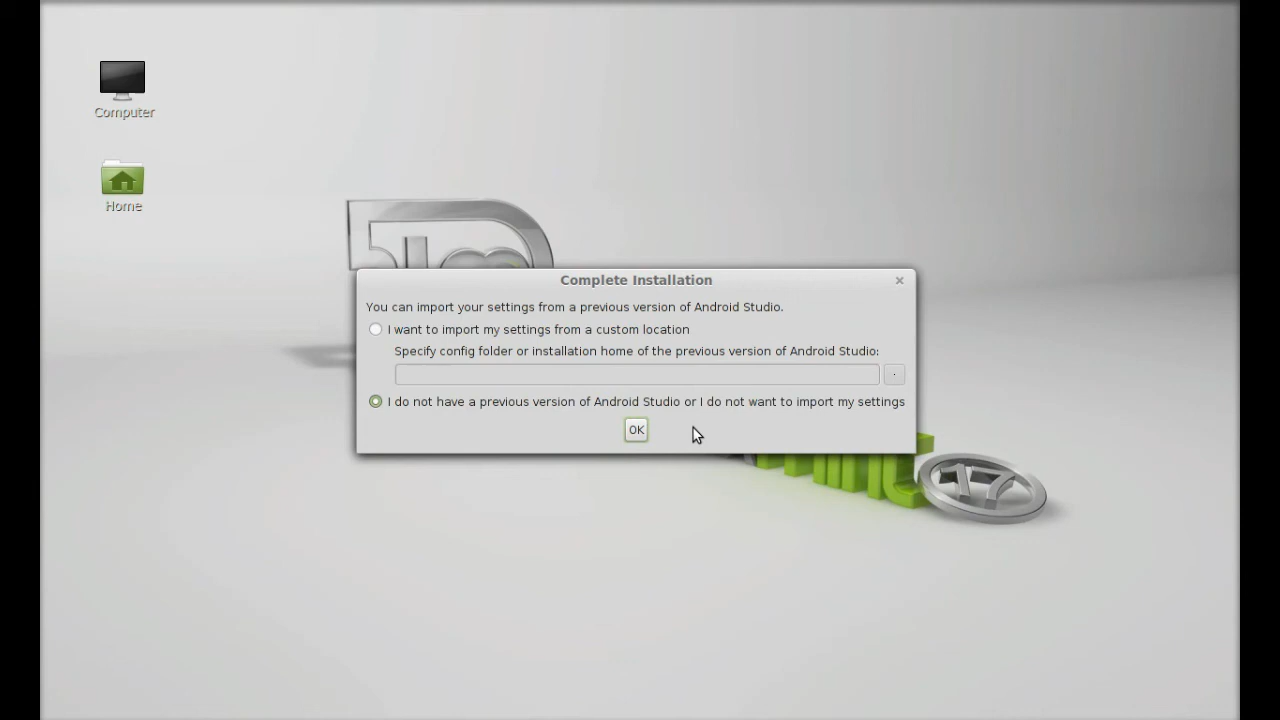 Computer
Home
Complete Installation
You can import your settings from a previous version of Android Studio.
I want to import my settings from a custom location
Specify config folder or installation home of the previous version of Android Studio:
I do not have a previous version of Android Studio or I do not want to import my settings
OK
17